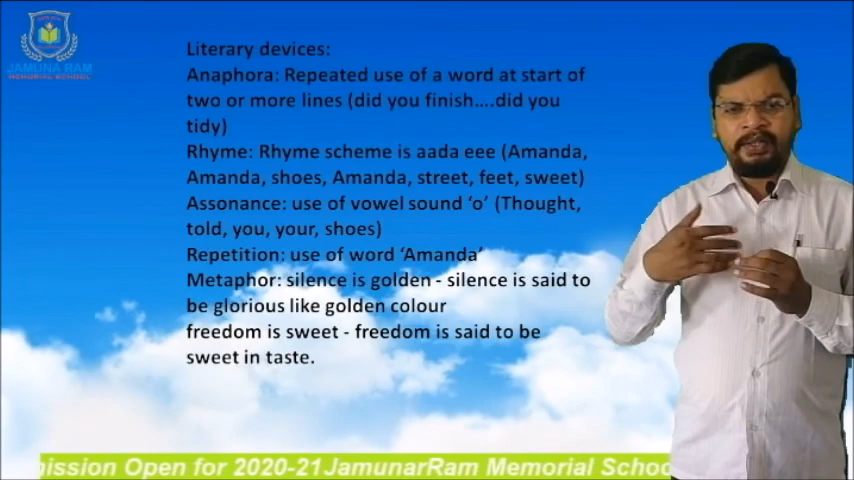 JAMUNA RAM
MEMORIAL SCHOOL
Literary devices:
Anaphora: Repeated use of a word at start of
two or more lines (did you finish....did you
tidy)
Rhyme: Rhyme scheme is aada eee (Amanda,
Amanda, shoes, Amanda, street, feet, sweet)
Assonance: use of vowel sound ‘o’ (Thought,
told, you, your, shoes)
Repetition: use of word ‘Amanda’
Metaphor: silence is golden - silence is said to
be glorious like golden colour
freedom is sweet - freedom is said to be
sweet in taste.
mission Open for 2020-21JamunarRam Memorial Schoo